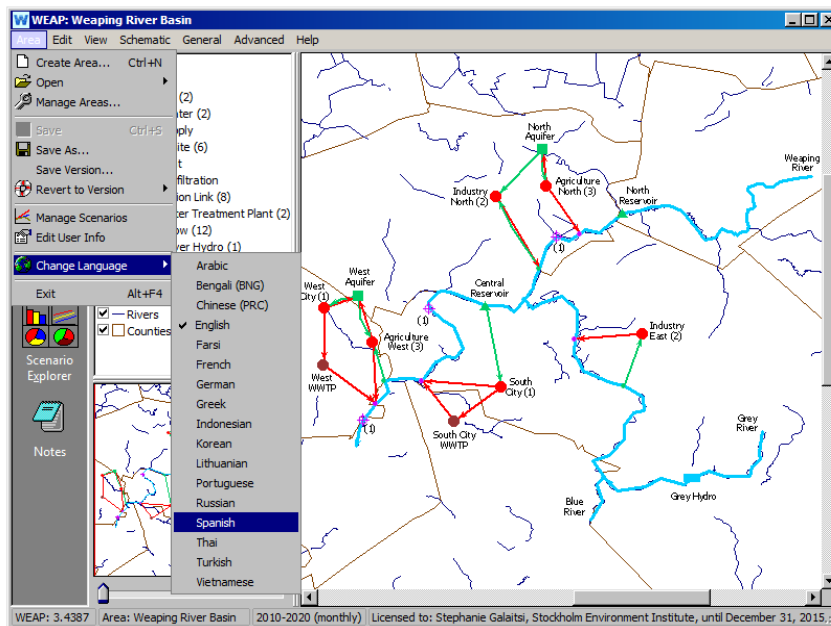 WEAP: Weaping River Basin
Area Edit View Schematic General Advanced Help
Create Area... Ctrl+N
Open
Manage Areas...
Save Ctrl+S
Save As...
Save Version...
Revert to Version
Manage Scenarios
Edit User Info
Change Language
Exit Alt+F4
(2)
ter (2)
pply
ite (6)
t
filtration
ion Link (8)
ter Treatment Plant (2)
ow (12)
ver Hydro (1)
Rivers
Counties
Scenario
Explorer
Notes
Arabic
Bengali (BNG)
Chinese (PRC)
English
Farsi
French
German
Greek
Indonesian
Korean
Lithuanian
Portuguese
Russian
Spanish
Thai
Turkish
Vietnamese
North
Aquifer
Weaping
River
Industry
North (2)
Agriculture
North (3)
North
Reservoir
(1)
West
Aquifer
West
City (1)
Central
Reservoir
(1)
Agriculture
West (3)
Industry
East (2)
West
WWTP
South
City (1)
(1)
South City
WWTP
Grey
River
Blue
River
Grey Hydro
WEAP: 3.4387 Area: Weaping River Basin 2010-2020 (monthly) Licensed to: Stephanie Galaitsi, Stockholm Environment Institute, until December 31, 2015